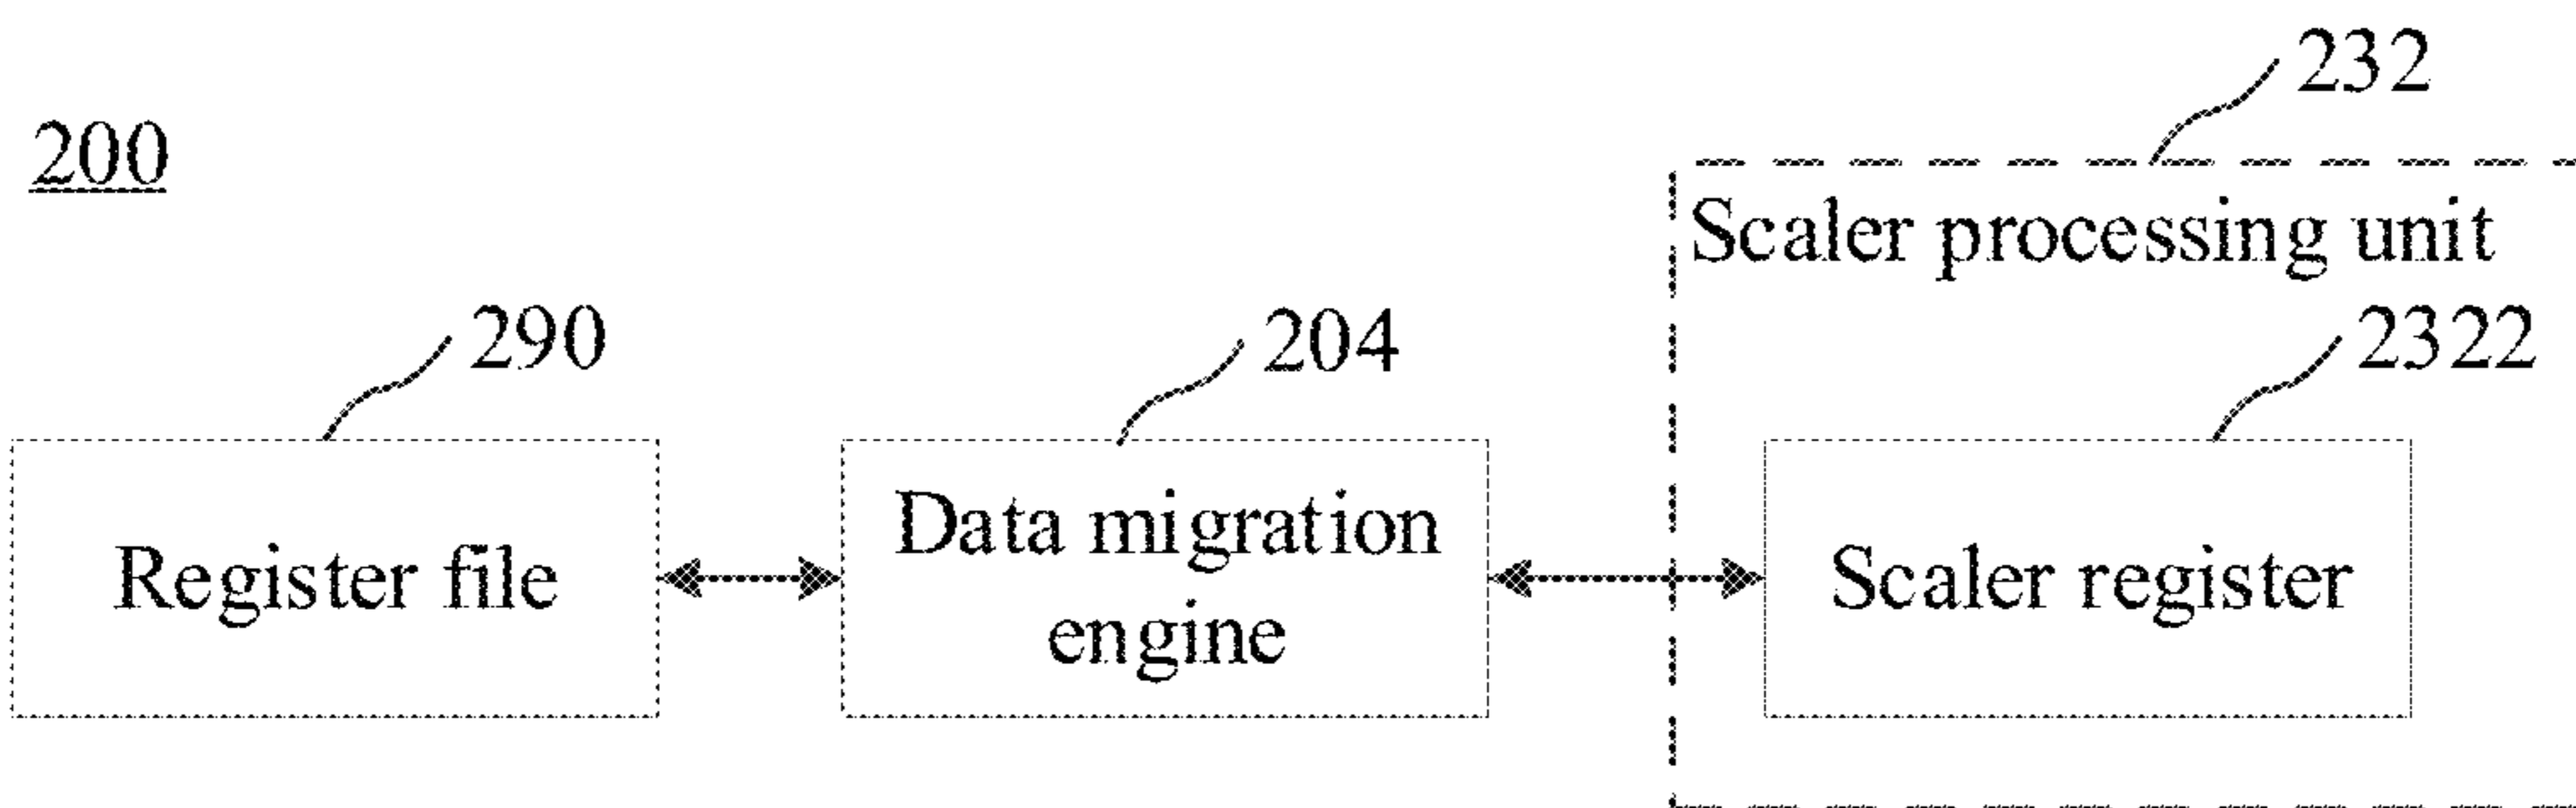 232
200
Scaler processing unit
290
204
2322
Register file
Data migration
engine
Scaler register